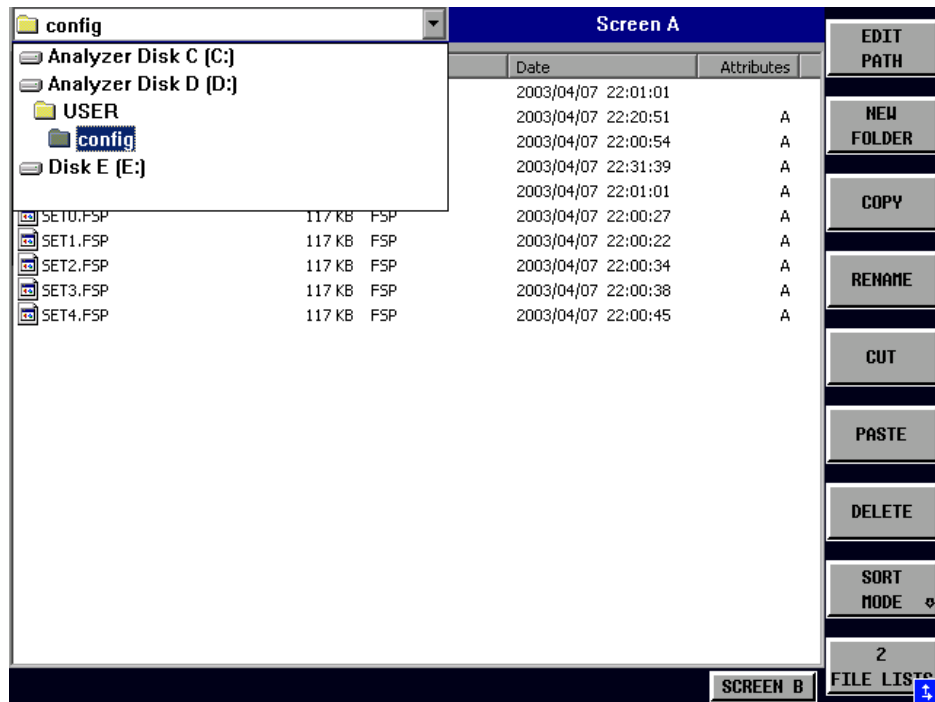 config
Screen A
Analyzer Disk C (C:)
Analyzer Disk D (D:)
USER
config
Disk E (E:)
Date Attributes
2003/04/07 22:01:01
2003/04/07 22:20:51 A
2003/04/07 22:00:54 A
2003/04/07 22:31:39 A
2003/04/07 22:01:01 A
SET0.FSP 117 KB FSP 2003/04/07 22:00:27 A
SET1.FSP 117 KB FSP 2003/04/07 22:00:22 A
SET2.FSP 117 KB FSP 2003/04/07 22:00:34 A
SET3.FSP 117 KB FSP 2003/04/07 22:00:38 A
SET4.FSP 117 KB FSP 2003/04/07 22:00:45 A
EDIT
PATH
NEW
FOLDER
COPY
RENAME
CUT
PASTE
DELETE
SORT
MODE
2
FILE LISTS
SCREEN B